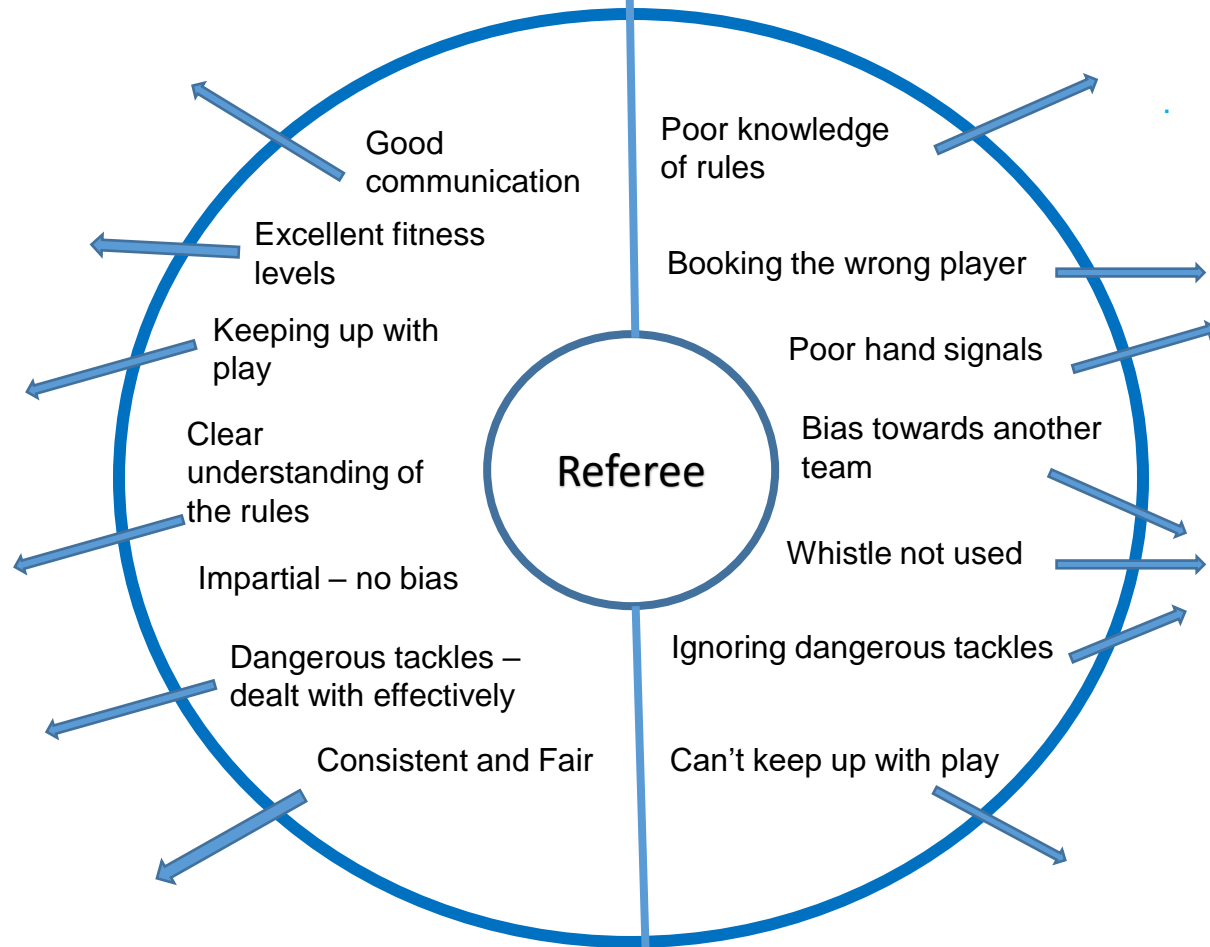 Good
communication
Excellent fitness
levels
Keeping up with
play
Clear
understanding of
the rules
Impartial – no bias
Dangerous tackles –
dealt with effectively
Consistent and Fair
Referee
Poor knowledge
of rules
Booking the wrong player
Poor hand signals
Bias towards another
team
Whistle not used
Ignoring dangerous tackles
Can’t keep up with play